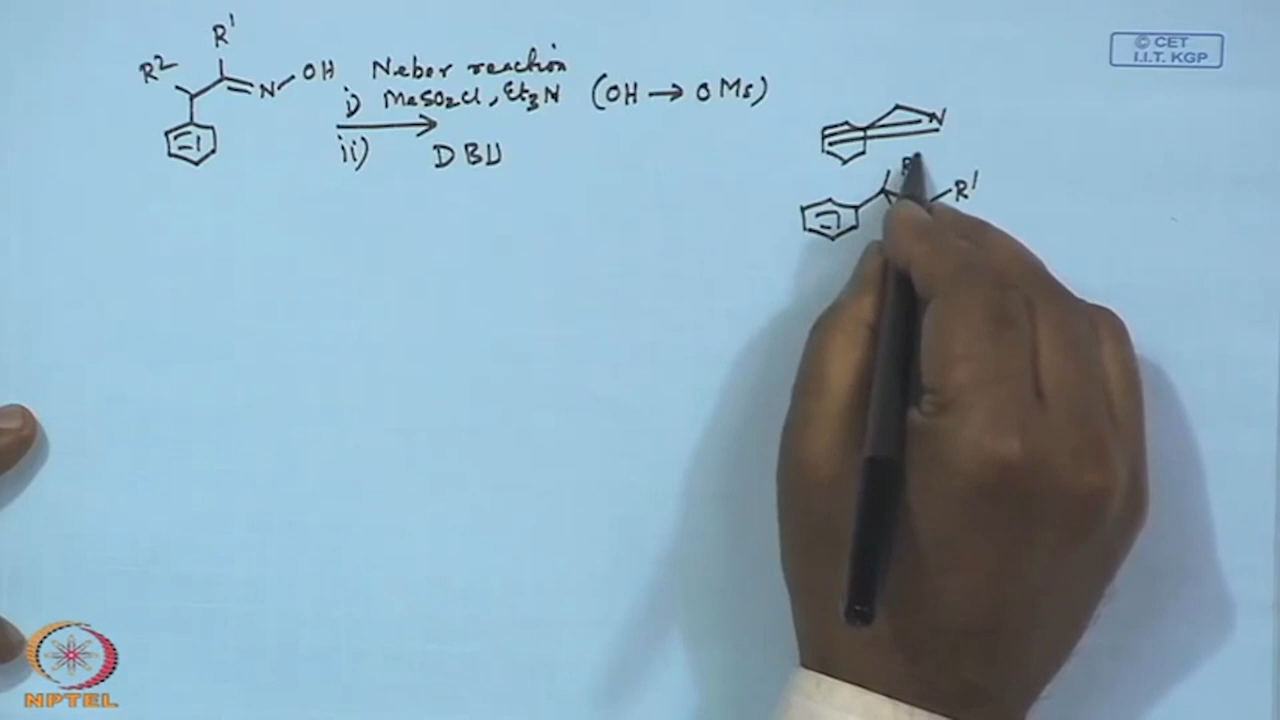 R¹
R² N OH Neber reaction
i) MeSO₂Cl, Et₃N (OH → OMs)
ii) DBU
N
R R¹
© CET
I.I.T. KGP
NPTEL